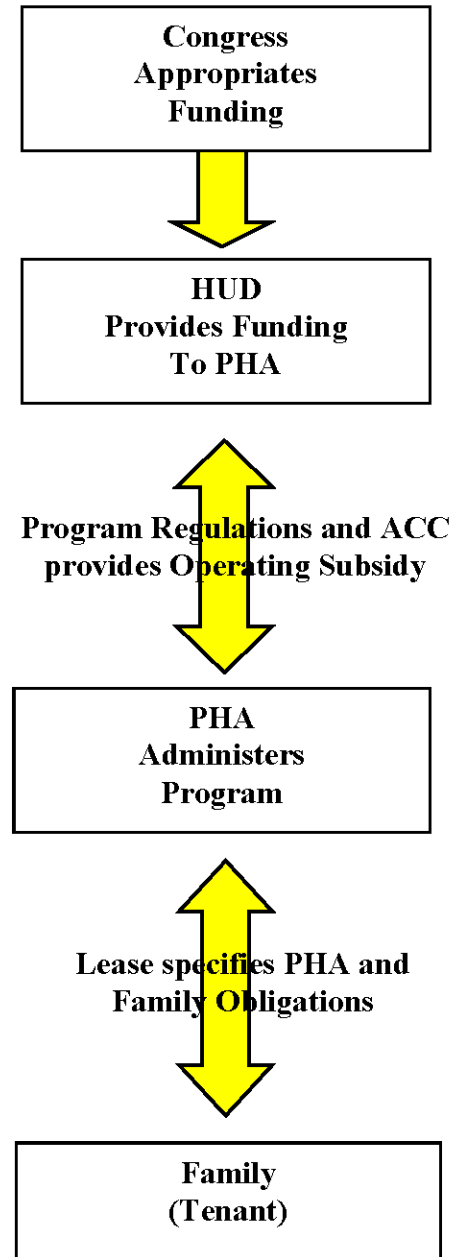 Congress
Appropriates
Funding
HUD
Provides Funding
To PHA
Program Regulations and ACC
provides Operating Subsidy
PHA
Administers
Program
Lease specifies PHA and
Family Obligations
Family
(Tenant)